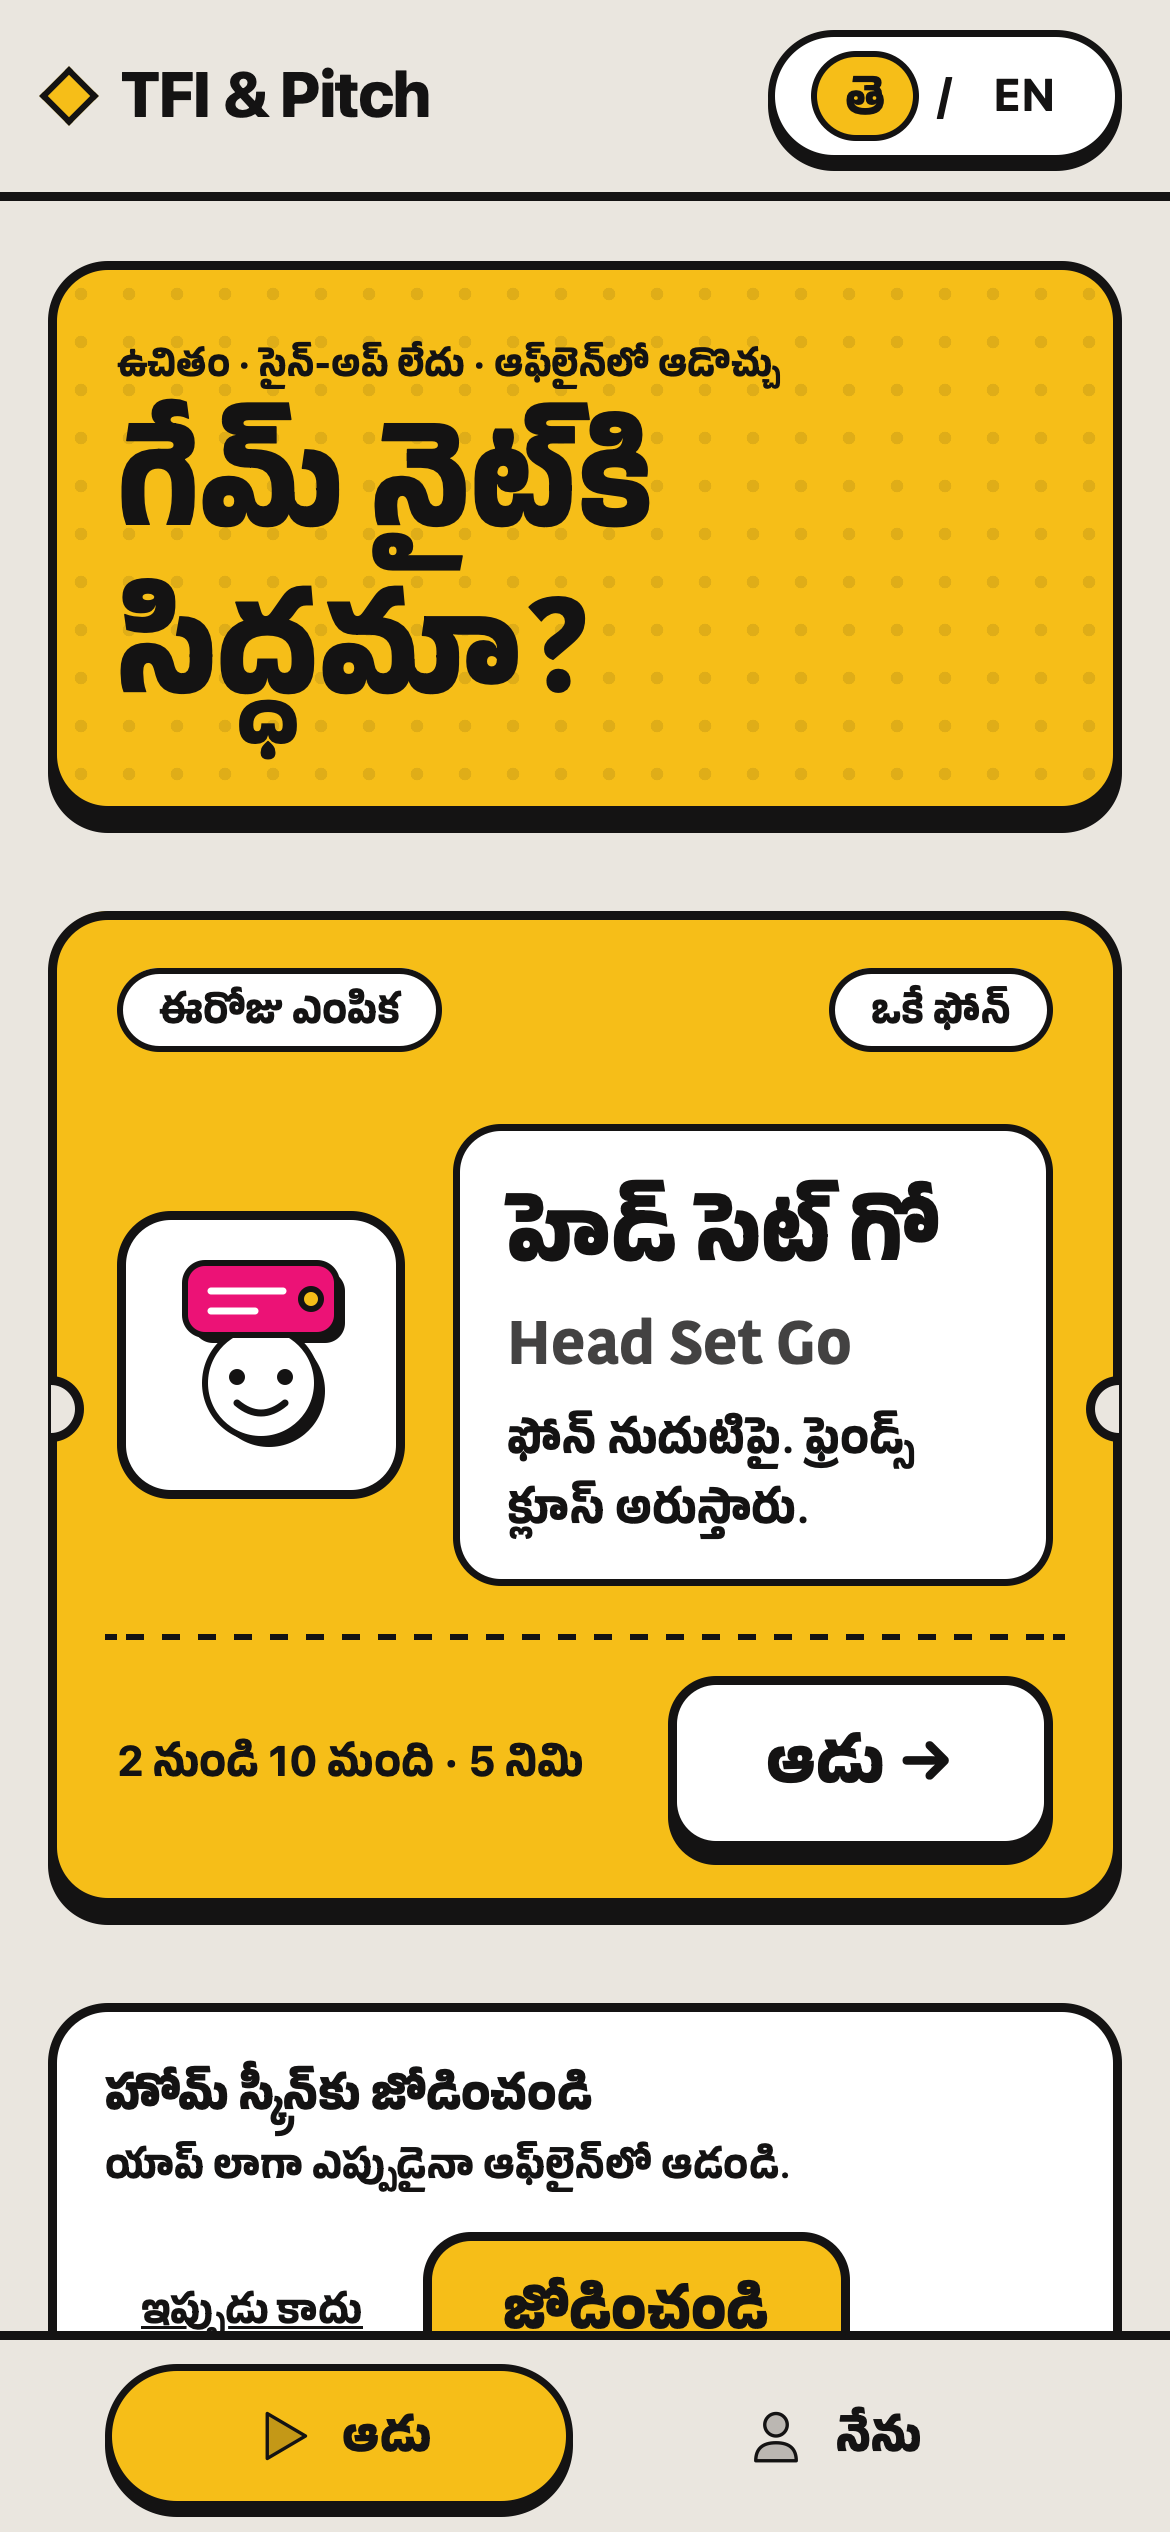 TFI & Pitch
తె / EN
ఉచితం · సైన్-అప్ లేదు · ఆఫ్‌లైన్‌లో ఆడొచ్చు
గేమ్ నైట్‌కి
సిద్ధమా?
ఈరోజు ఎంపిక
ఒకే ఫోన్
హెడ్ సెట్ గో
Head Set Go
ఫోన్ నుదుటిపై. ఫ్రెండ్స్
క్లూస్ అరుస్తారు.
2 నుండి 10 మంది · 5 నిమి
ఆడు →
హోమ్ స్క్రీన్‌కు జోడించండి
యాప్ లాగా ఎప్పుడైనా ఆఫ్‌లైన్‌లో ఆడండి.
ఇప్పుడు కాదు
జోడించండి
ఆడు
నేను